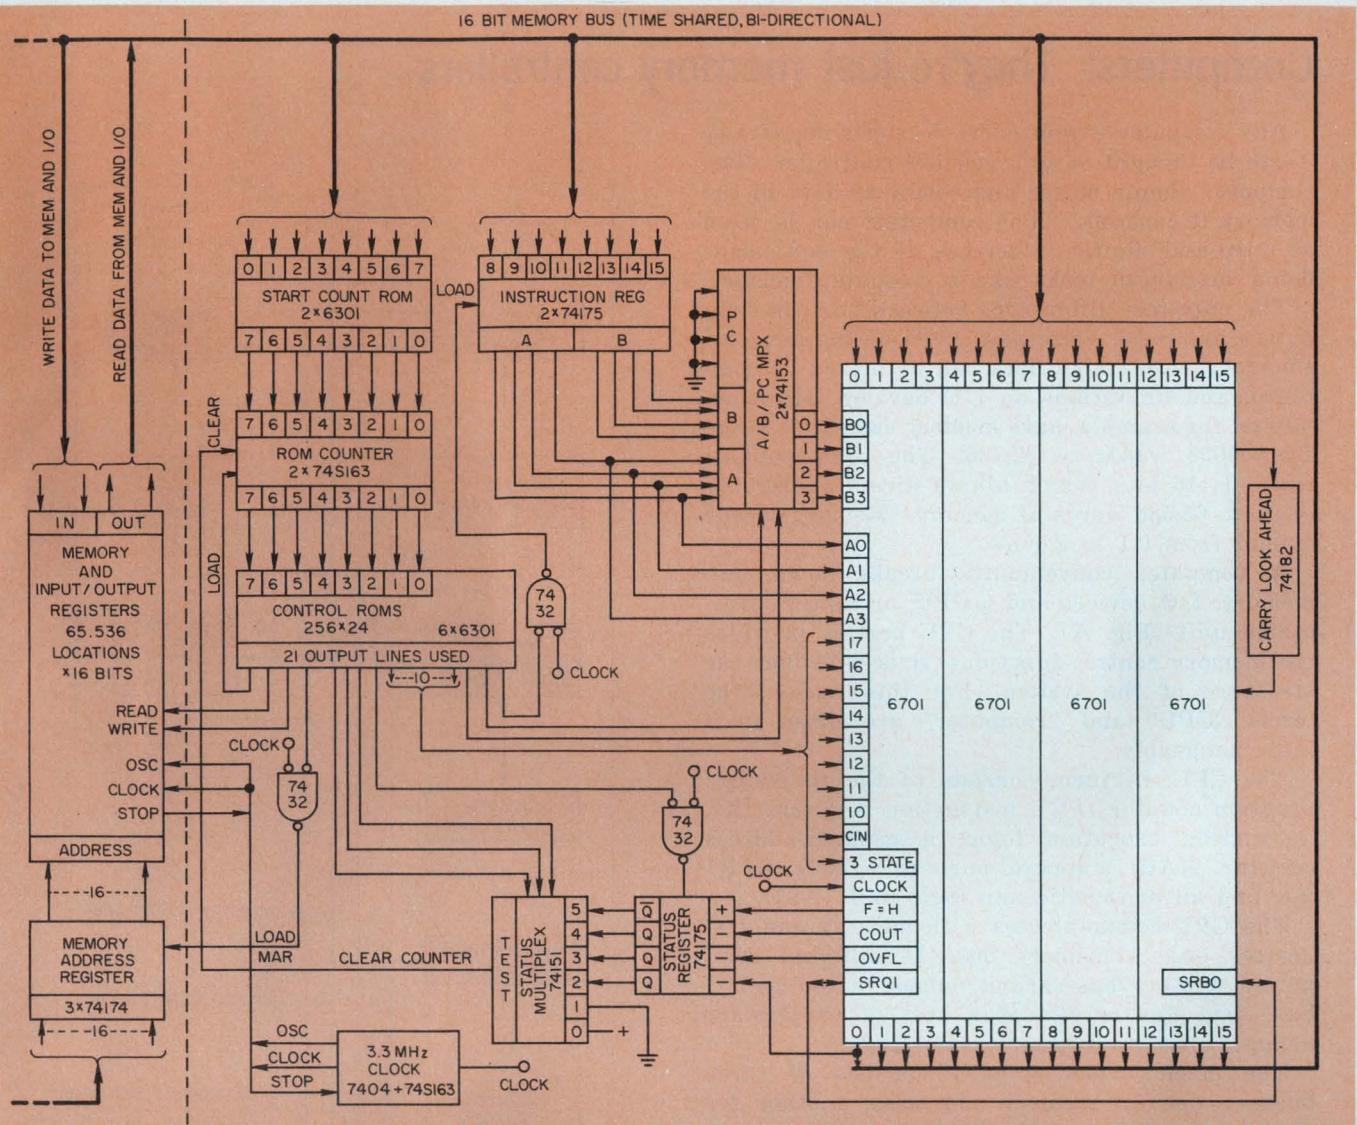 16 BIT MEMORY BUS (TIME SHARED, BI-DIRECTIONAL)
WRITE DATA TO MEM AND I/O
READ DATA FROM MEM AND I/O
0 1 2 3 4 5 6 7
START COUNT ROM
2×6301
7 6 5 4 3 2 1 0
LOAD
8 9 10 11 12 13 14 15
INSTRUCTION REG
2×74175
A B
P C
B
A
A/B/PC MPX
2×74153
0
1
2
3
CLEAR
7 6 5 4 3 2 1 0
ROM COUNTER
2×74S163
7 6 5 4 3 2 1 0
LOAD
7 6 5 4 3 2 1 0
CONTROL ROMS
256×24 6×6301
21 OUTPUT LINES USED
10
74
32
CLOCK
IN OUT
MEMORY
AND
INPUT/OUTPUT
REGISTERS
65.536
LOCATIONS
×16 BITS
READ
WRITE
OSC
CLOCK
STOP
ADDRESS
16
MEMORY
ADDRESS
REGISTER
3×74174
16
CLOCK
74
32
LOAD
MAR
CLEAR COUNTER
OSC
CLOCK
STOP
3.3 MHz
CLOCK
7404+74S163
CLOCK
TEST
STATUS
MULTIPLEX
74151
5
4
3
2
1
0 +
CLOCK
74
32
Q̅
Q
Q
Q
STATUS
REGISTER
74175
+
-
-
-
0 1 2 3 4 5 6 7 8 9 10 11 12 13 14 15
B0
B1
B2
B3
A0
A1
A2
A3
17
16
15
14
13
12
11
10
CIN
3 STATE
CLOCK
CLOCK
F=H
COUT
OVFL
SRQ1
6701 6701 6701 6701
SRBO
CARRY LOOK AHEAD
74182
0 1 2 3 4 5 6 7 8 9 10 11 12 13 14 15